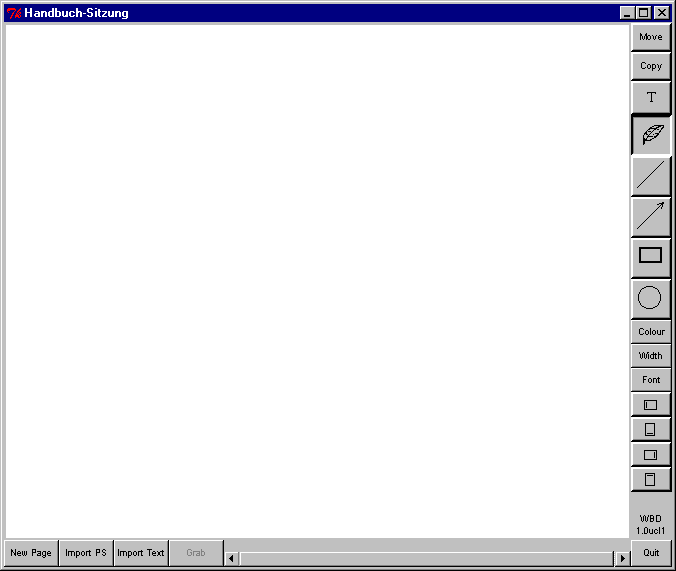 Handbuch-Sitzung
Move
Copy
T
Colour
Width
Font
WBD
1.0ucl1
New Page
Import PS
Import Text
Grab
Quit